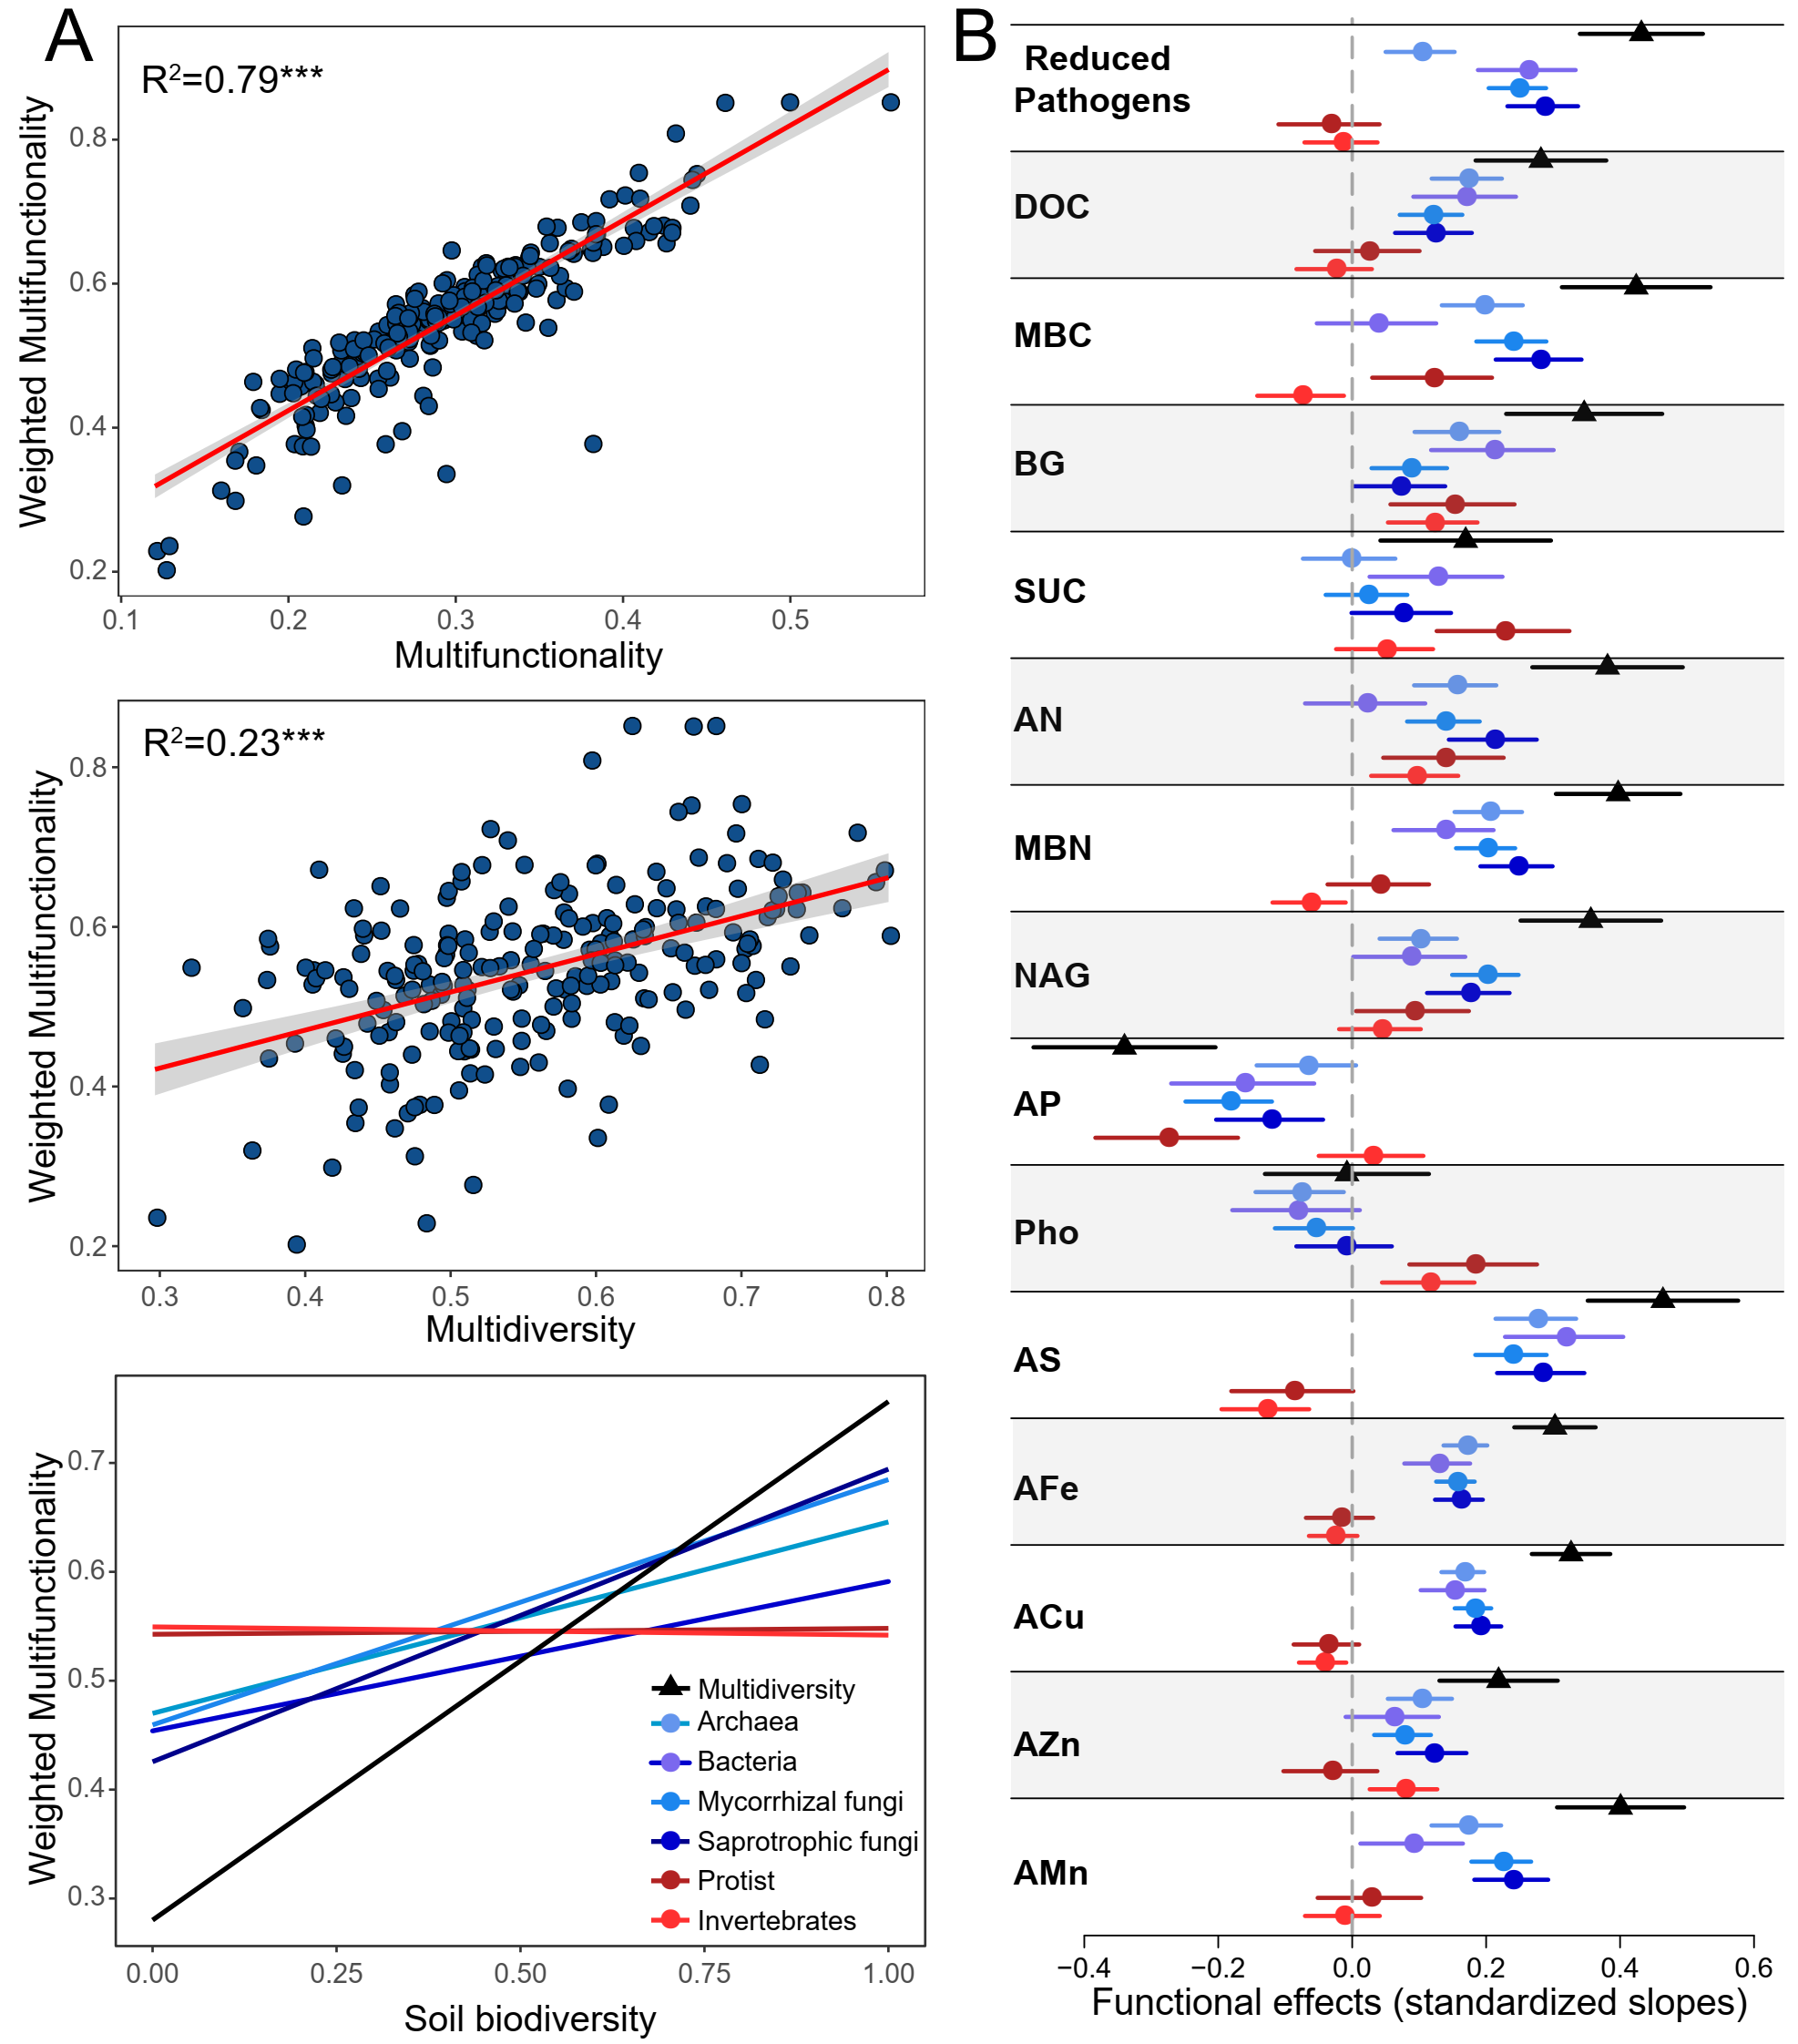 A
R²=0.79***
Weighted Multifunctionality
0.8
0.6
0.4
0.2
0.1 0.2 0.3 0.4 0.5
Multifunctionality
R²=0.23***
Weighted Multifunctionality
0.8
0.6
0.4
0.2
0.3 0.4 0.5 0.6 0.7 0.8
Multidiversity
Weighted Multifunctionality
0.7
0.6
0.5
0.4
0.3
Multidiversity
Archaea
Bacteria
Mycorrhizal fungi
Saprotrophic fungi
Protist
Invertebrates
0.00 0.25 0.50 0.75 1.00
Soil biodiversity
B
Reduced
Pathogens
DOC
MBC
BG
SUC
AN
MBN
NAG
AP
Pho
AS
AFe
ACu
AZn
AMn
−0.4 −0.2 0.0 0.2 0.4 0.6
Functional effects (standardized slopes)